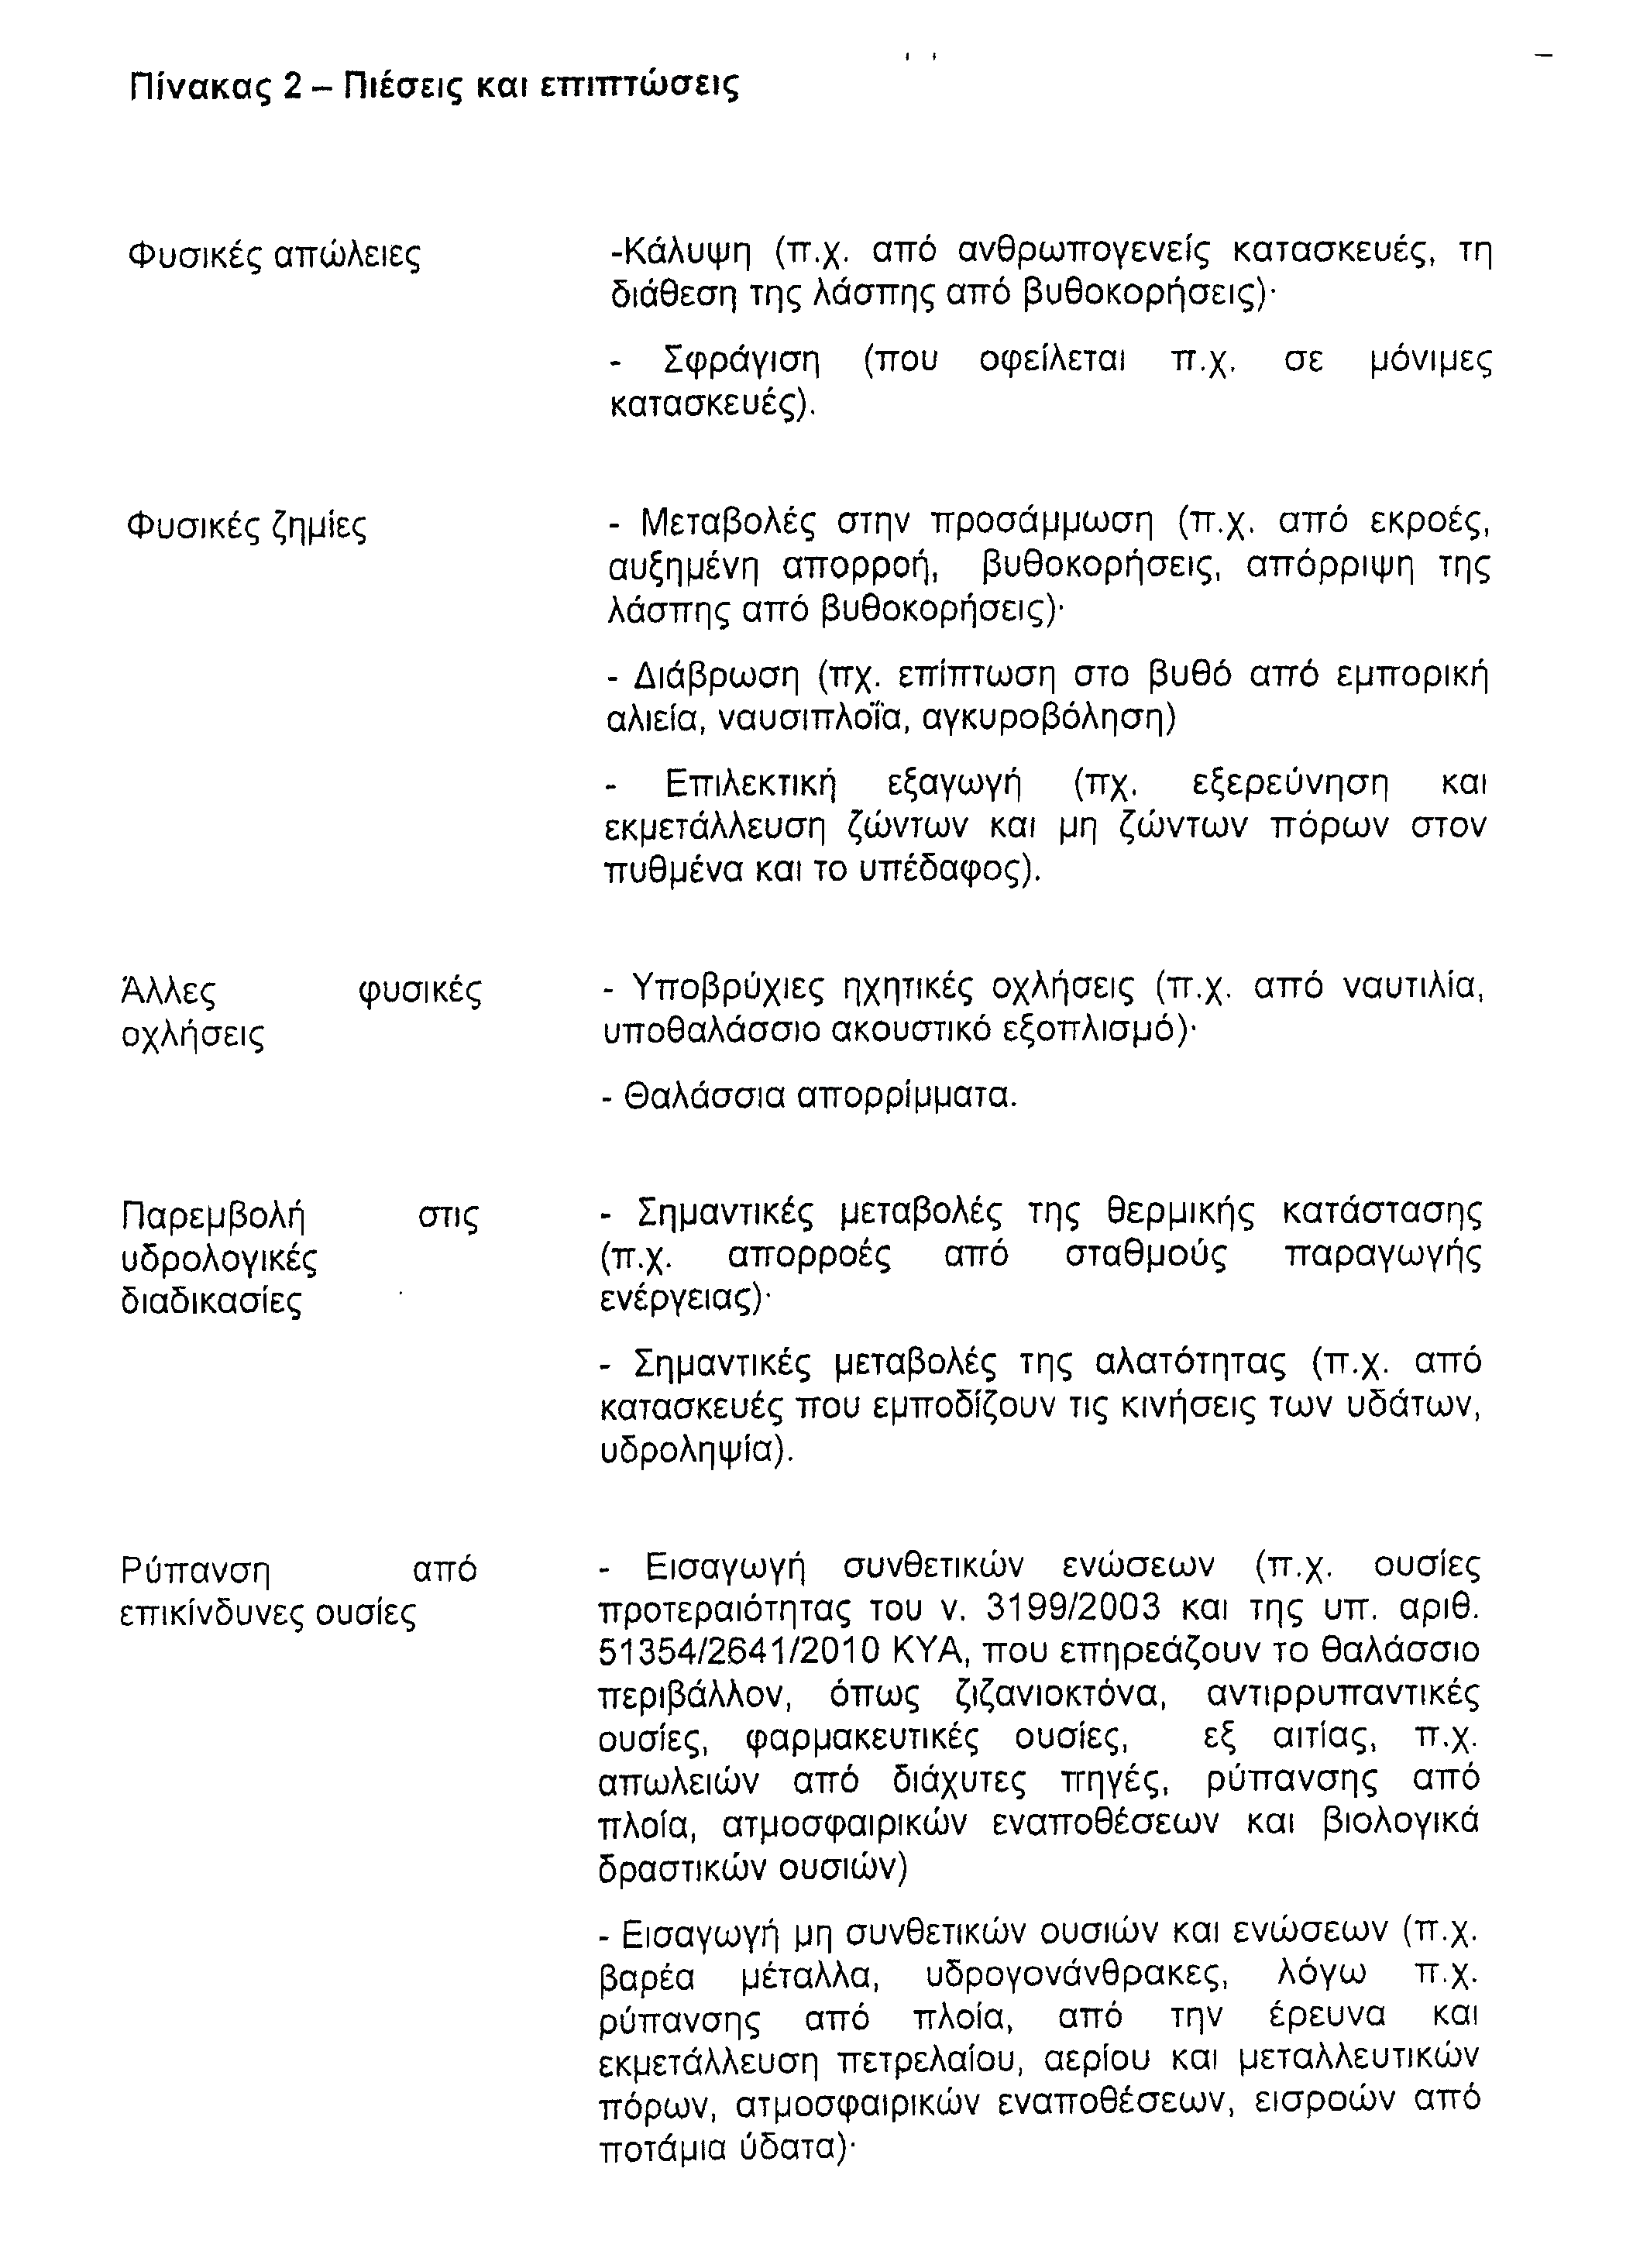 Πίνακας 2 – Πιέσεις και επιπτώσεις
Φυσικές απώλειες
-Κάλυψη (π.χ. από ανθρωπογενείς κατασκευές, τη
διάθεση της λάσπης από βυθοκορήσεις)·
- Σφράγιση (που οφείλεται π.χ. σε μόνιμες
κατασκευές).
Φυσικές ζημίες
- Μεταβολές στην προσάμμωση (π.χ. από εκροές,
αυξημένη απορροή, βυθοκορήσεις, απόρριψη της
λάσπης από βυθοκορήσεις)·
- Διάβρωση (πχ. επίπτωση στο βυθό από εμπορική
αλιεία, ναυσιπλοΐα, αγκυροβόληση)
- Επιλεκτική εξαγωγή (πχ. εξερεύνηση και
εκμετάλλευση ζώντων και μη ζώντων πόρων στον
πυθμένα και το υπέδαφος).
Άλλες φυσικές
οχλήσεις
- Υποβρύχιες ηχητικές οχλήσεις (π.χ. από ναυτιλία,
υποθαλάσσιο ακουστικό εξοπλισμό)·
- Θαλάσσια απορρίμματα.
Παρεμβολή στις
υδρολογικές
διαδικασίες
- Σημαντικές μεταβολές της θερμικής κατάστασης
(π.χ. απορροές από σταθμούς παραγωγής
ενέργειας)·
- Σημαντικές μεταβολές της αλατότητας (π.χ. από
κατασκευές που εμποδίζουν τις κινήσεις των υδάτων,
υδροληψία).
Ρύπανση από
επικίνδυνες ουσίες
- Εισαγωγή συνθετικών ενώσεων (π.χ. ουσίες
προτεραιότητας του ν. 3199/2003 και της υπ. αριθ.
51354/2641/2010 ΚΥΑ, που επηρεάζουν το θαλάσσιο
περιβάλλον, όπως ζιζανιοκτόνα, αντιρρυπαντικές
ουσίες, φαρμακευτικές ουσίες, εξ αιτίας, π.χ.
απωλειών από διάχυτες πηγές, ρύπανσης από
πλοία, ατμοσφαιρικών εναποθέσεων και βιολογικά
δραστικών ουσιών)
- Εισαγωγή μη συνθετικών ουσιών και ενώσεων (π.χ.
βαρέα μέταλλα, υδρογονάνθρακες, λόγω π.χ.
ρύπανσης από πλοία, από την έρευνα και
εκμετάλλευση πετρελαίου, αερίου και μεταλλευτικών
πόρων, ατμοσφαιρικών εναποθέσεων, εισροών από
ποτάμια ύδατα)·